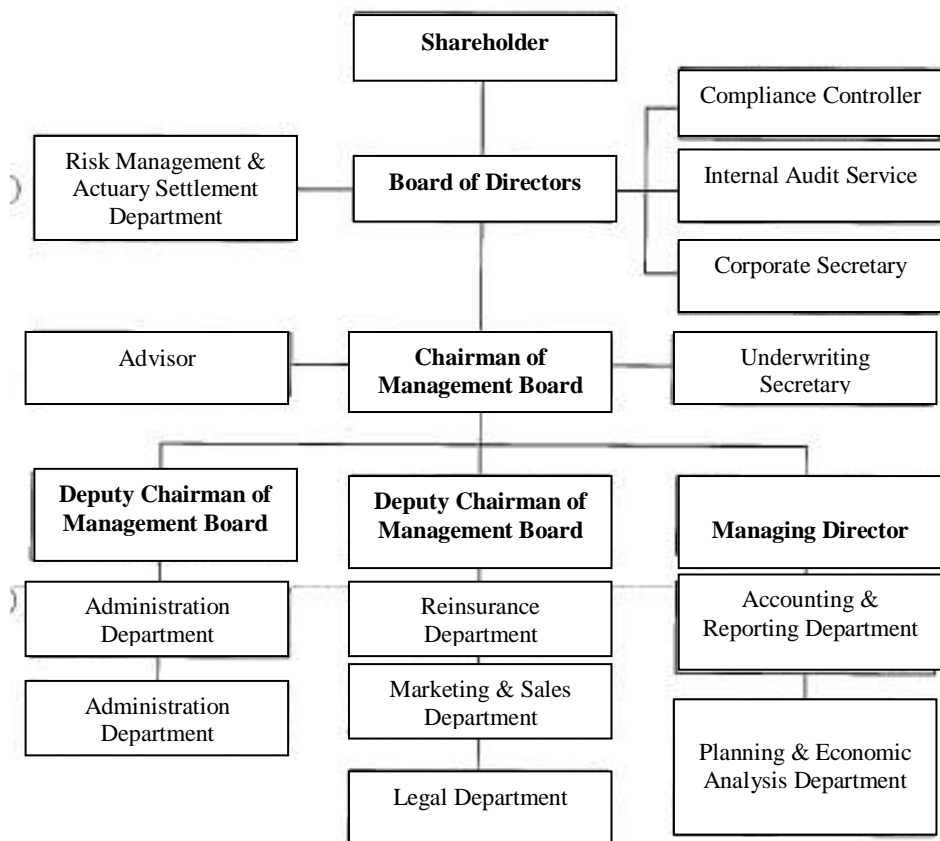 Shareholder
Compliance Controller
Risk Management &
Actuary Settlement
Department
Board of Directors
Internal Audit Service
Corporate Secretary
Advisor
Chairman of
Management Board
Underwriting
Secretary
Deputy Chairman of
Management Board
Deputy Chairman of
Management Board
Managing Director
Administration
Department
Reinsurance
Department
Accounting &
Reporting Department
Administration
Department
Marketing & Sales
Department
Planning & Economic
Analysis Department
Legal Department